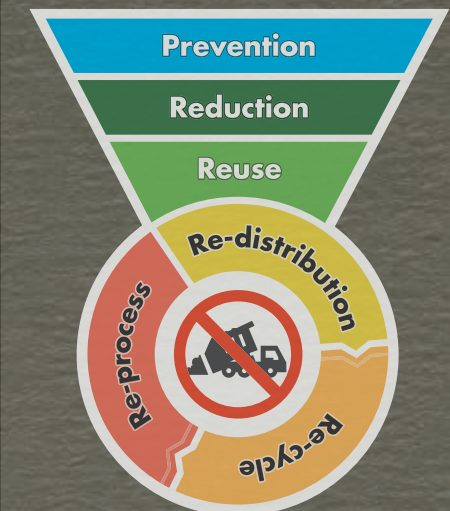 Prevention
Reduction
Reuse
Re-distribution
Re-cycle
Re-process